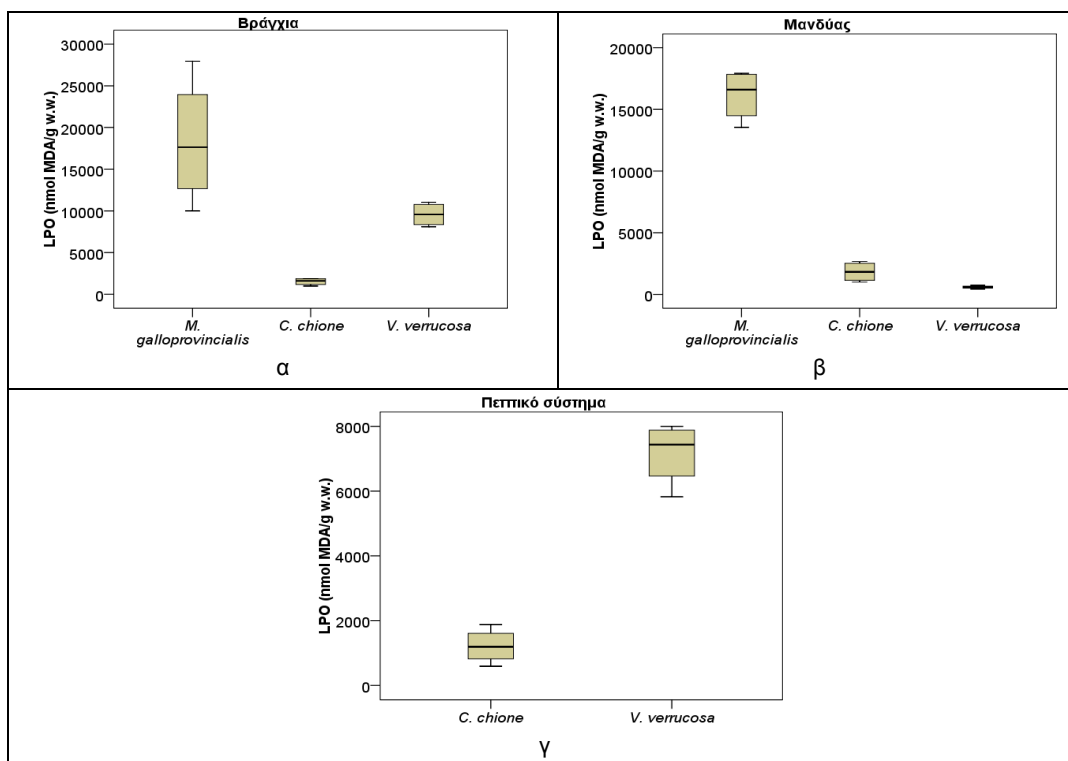 Βράγχια
LPO (nmol MDA/g w.w.)
30000
25000
20000
15000
10000
5000
0
M. galloprovincialis
C. chione
V. verrucosa
α
Μανδύας
LPO (nmol MDA/g w.w.)
20000
15000
10000
5000
0
M. galloprovincialis
C. chione
V. verrucosa
β
Πεπτικό σύστημα
LPO (nmol MDA/g w.w.)
8000
6000
4000
2000
0
C. chione
V. verrucosa
γ